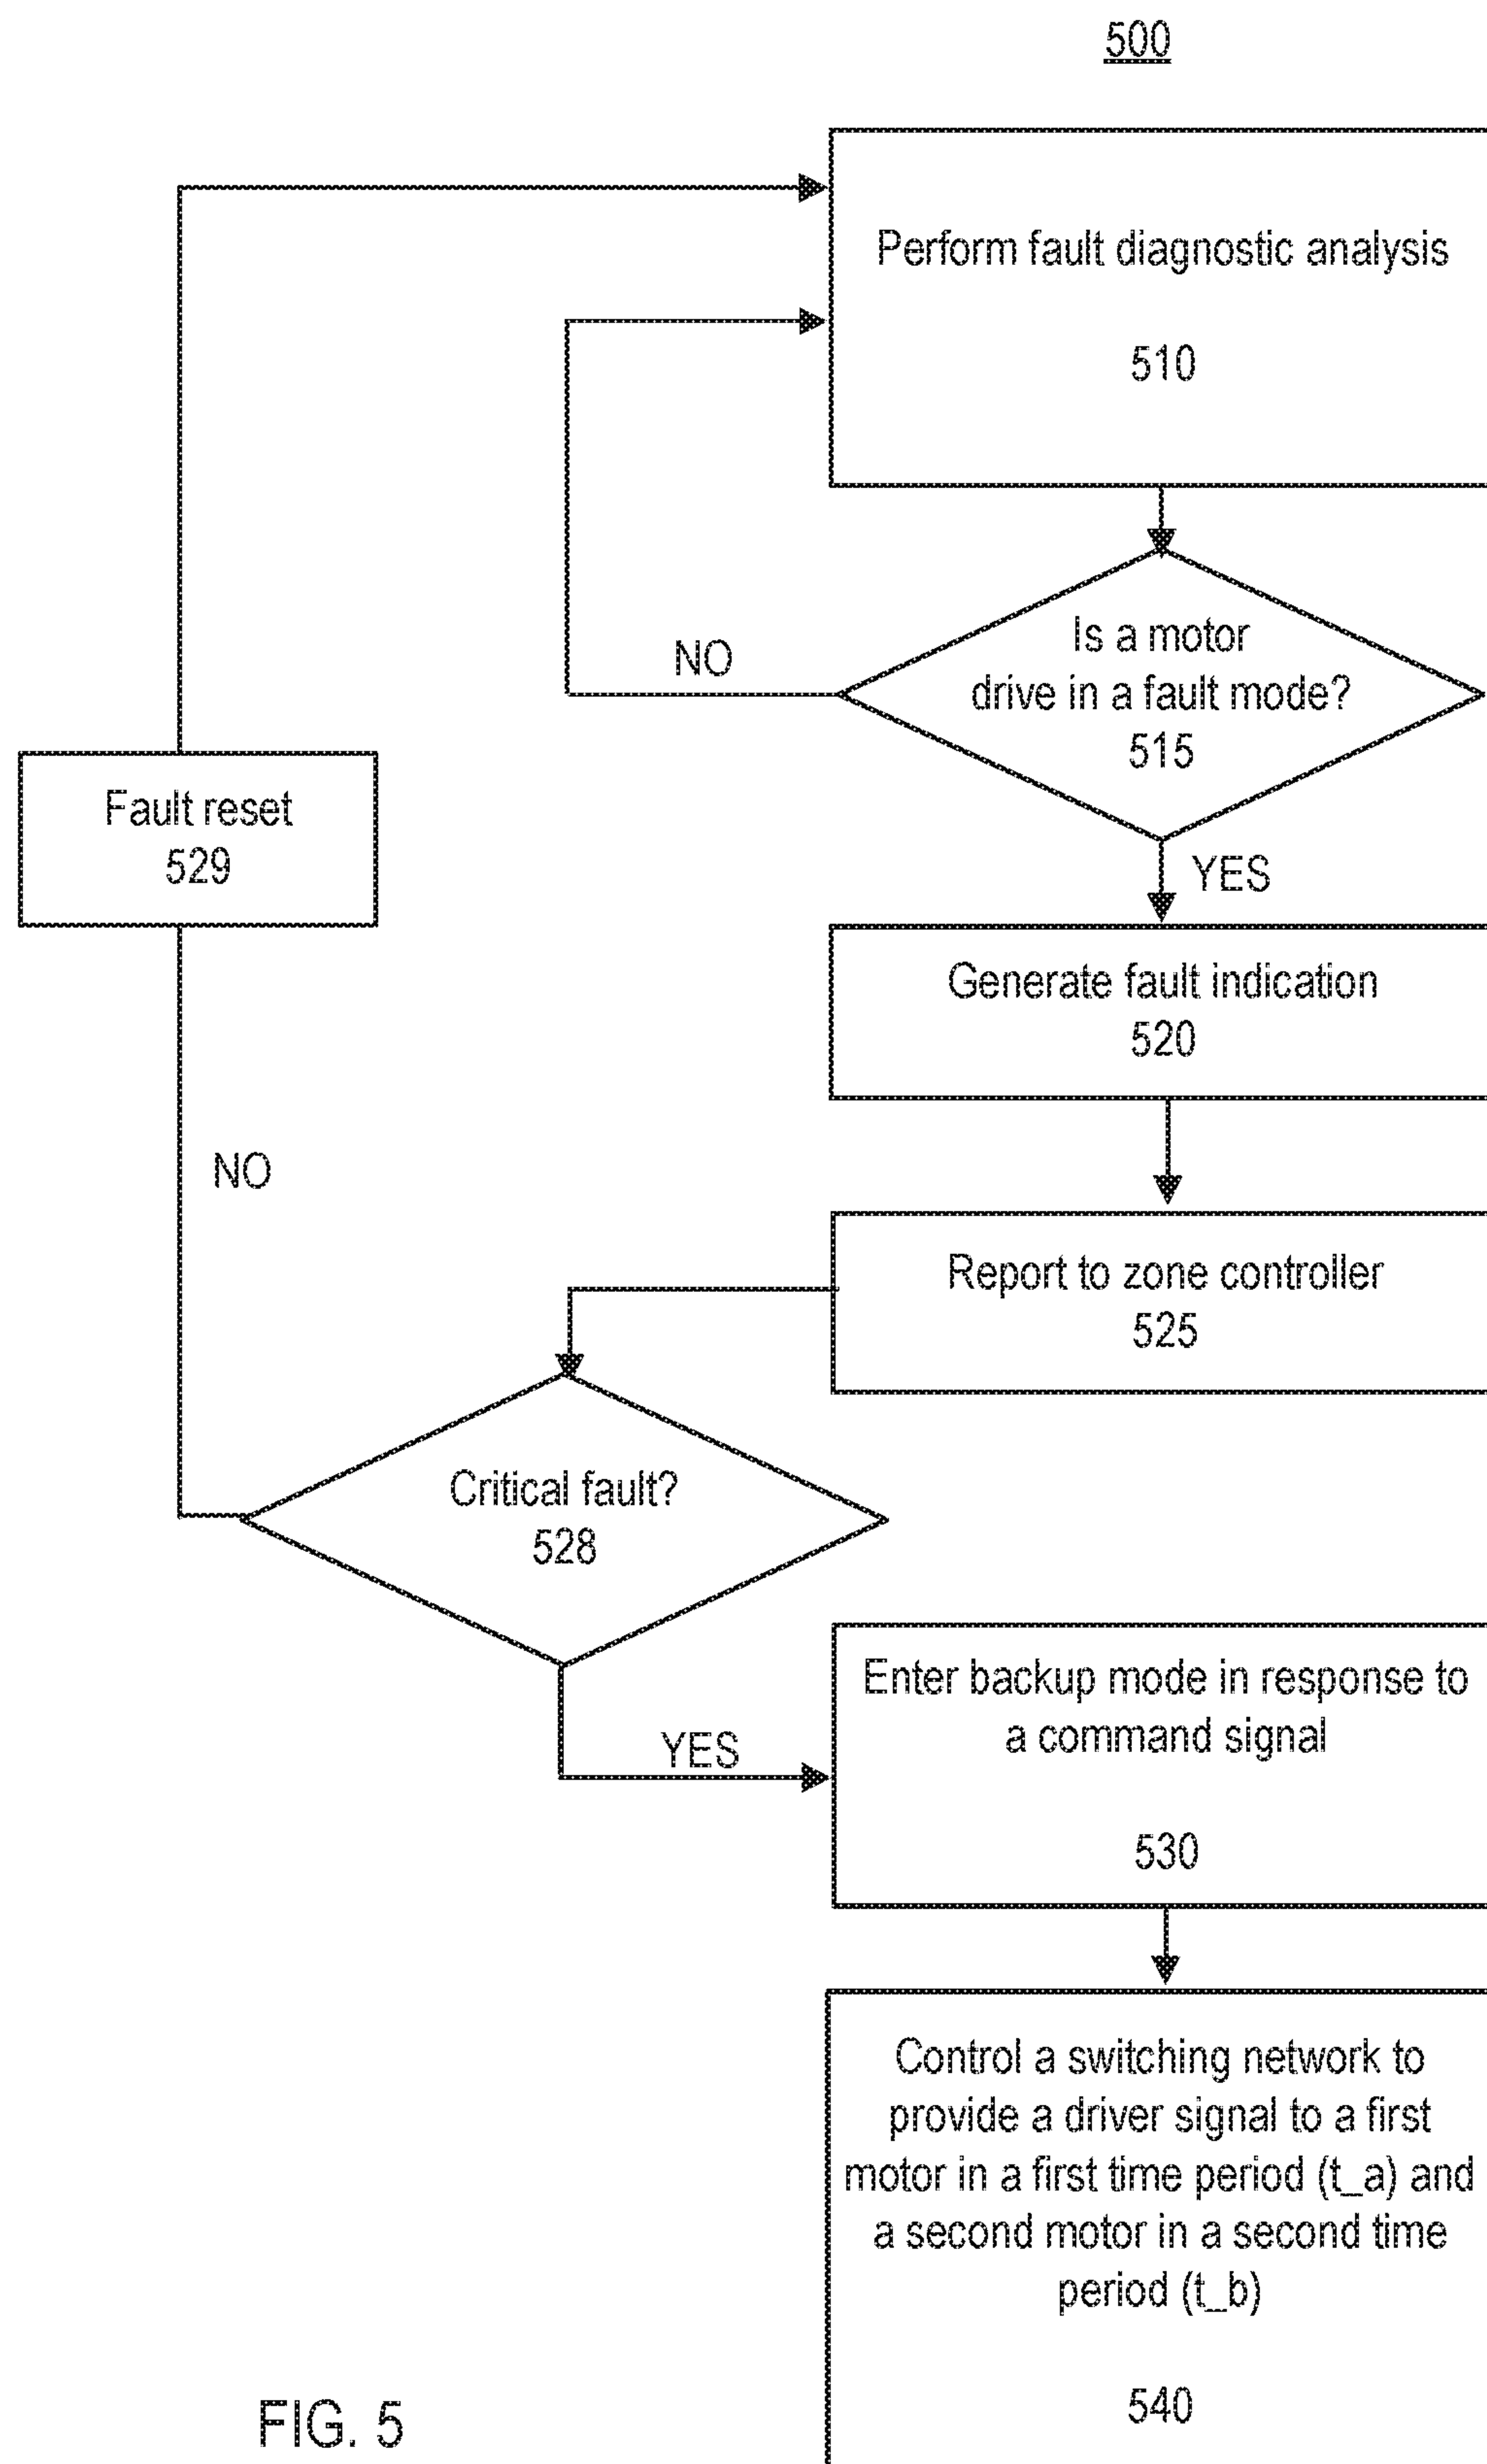 500
Perform fault diagnostic analysis
510
Is a motor
drive in a fault mode?
515
NO
YES
Fault reset
529
Generate fault indication
520
NO
Report to zone controller
525
Critical fault?
528
YES
Enter backup mode in response to
a command signal
530
Control a switching network to
provide a driver signal to a first
motor in a first time period (t_a) and
a second motor in a second time
period (t_b)
540
FIG. 5